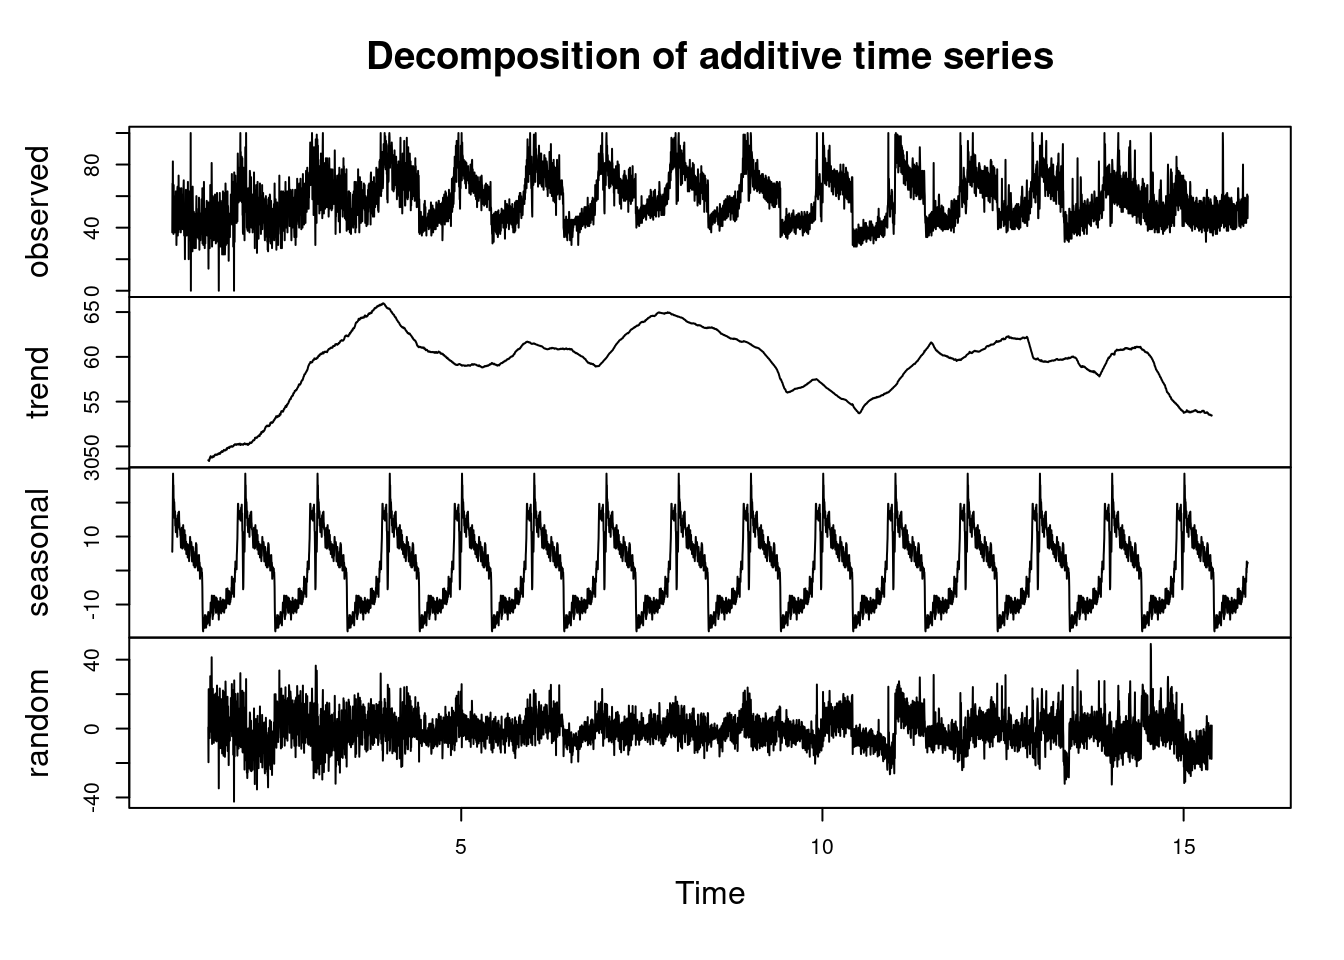 Decomposition of additive time series
observed
0 40 80
trend
50 55 60 65
seasonal
-10 10 30
random
-40 0 40
5 10 15
Time